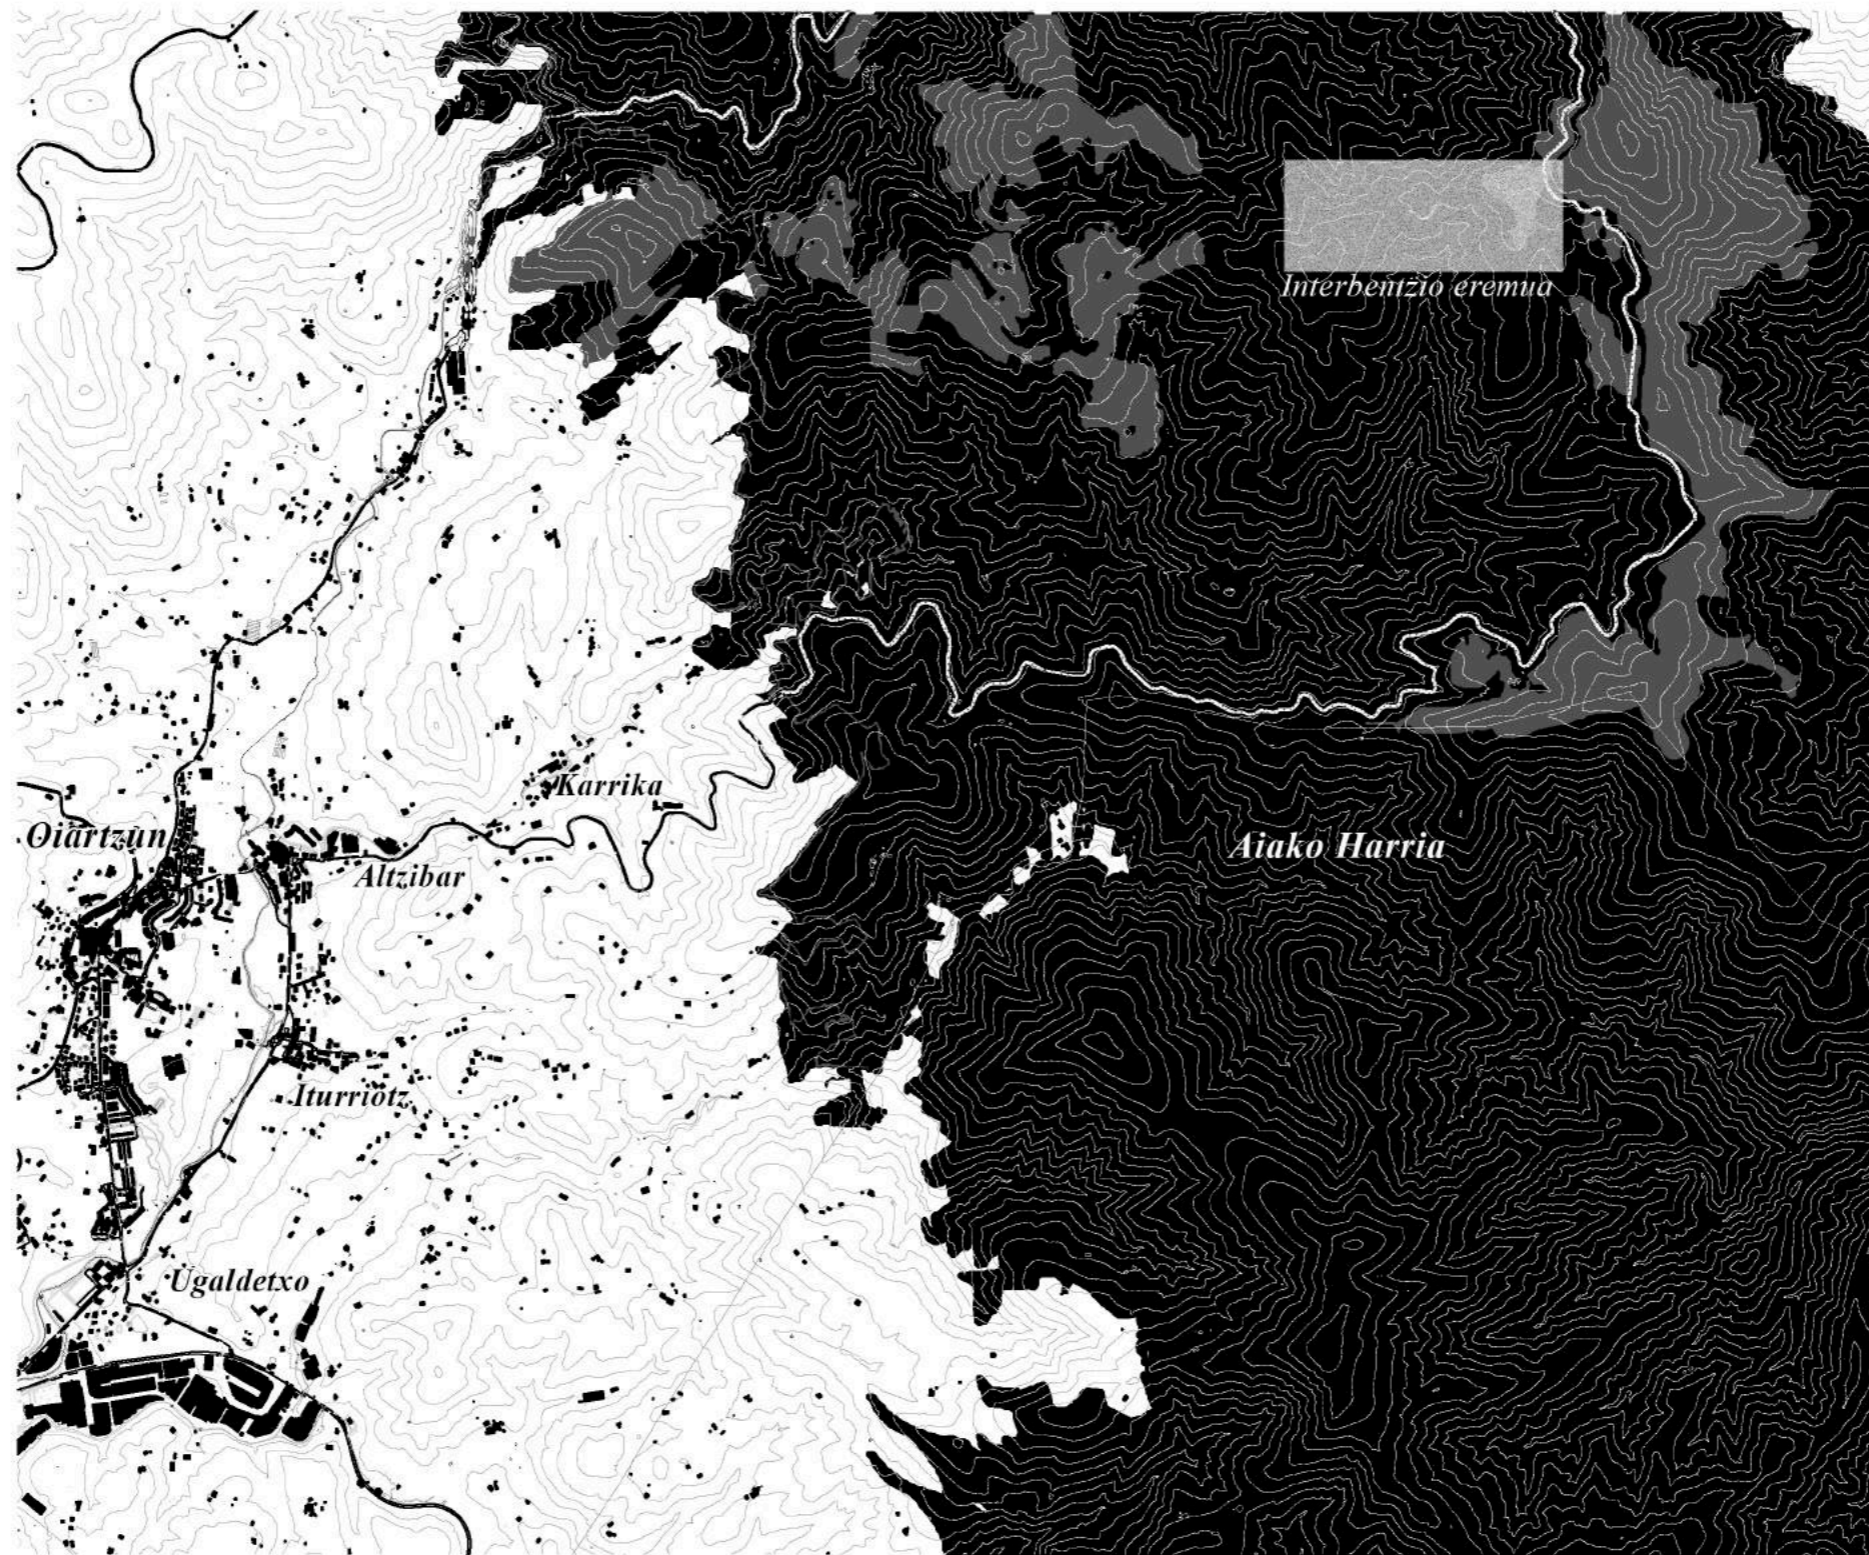 Interbentzio eremua
Karrika
Oiartzun
Altzibar
Aiako Harria
Iturriotz
Ugaldetxo